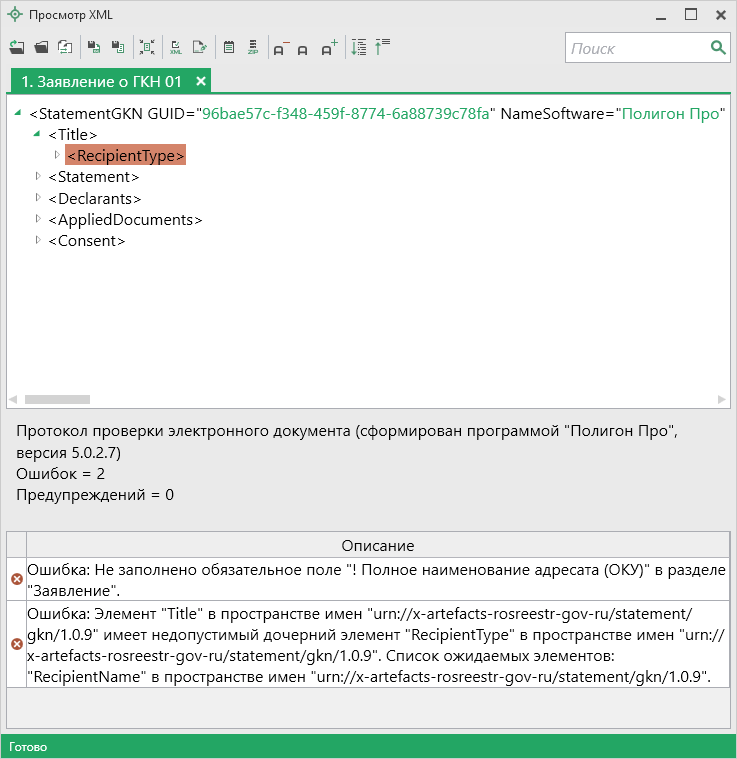 Просмотр XML
XML
ZIP
Поиск
1. Заявление о ГКН 01
<StatementGKN GUID="96bae57c-f348-459f-8774-6a88739c78fa" NameSoftware="Полигон Про"
<Title>
<RecipientType>
<Statement>
<Declarants>
<AppliedDocuments>
<Consent>
Протокол проверки электронного документа (сформирован программой "Полигон Про",
версия 5.0.2.7)
Ошибок = 2
Предупреждений = 0
Описание
Ошибка: Не заполнено обязательное поле "! Полное наименование адресата (ОКУ)" в разделе
"Заявление".
Ошибка: Элемент "Title" в пространстве имен "urn://x-artefacts-rosreestr-gov-ru/statement/
gkn/1.0.9" имеет недопустимый дочерний элемент "RecipientType" в пространстве имен "urn://
x-artefacts-rosreestr-gov-ru/statement/gkn/1.0.9". Список ожидаемых элементов:
"RecipientName" в пространстве имен "urn://x-artefacts-rosreestr-gov-ru/statement/gkn/1.0.9".
Готово